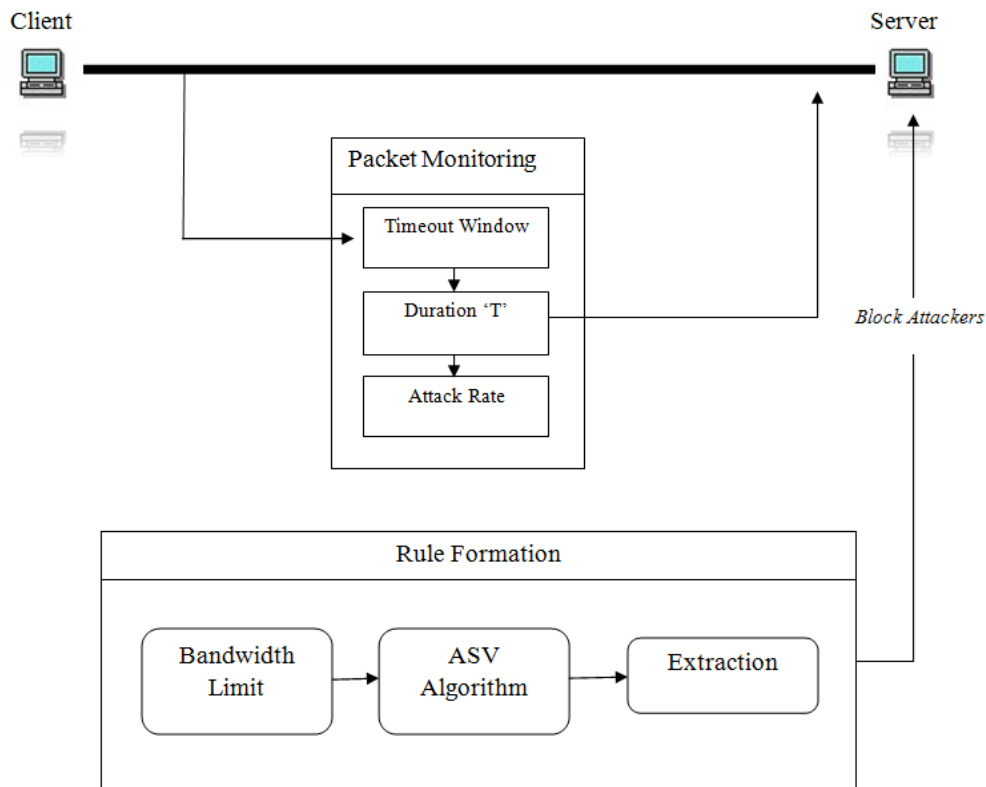 Client
Server
Packet Monitoring
Timeout Window
Duration ‘T’
Attack Rate
Block Attackers
Rule Formation
Bandwidth
Limit
ASV
Algorithm
Extraction